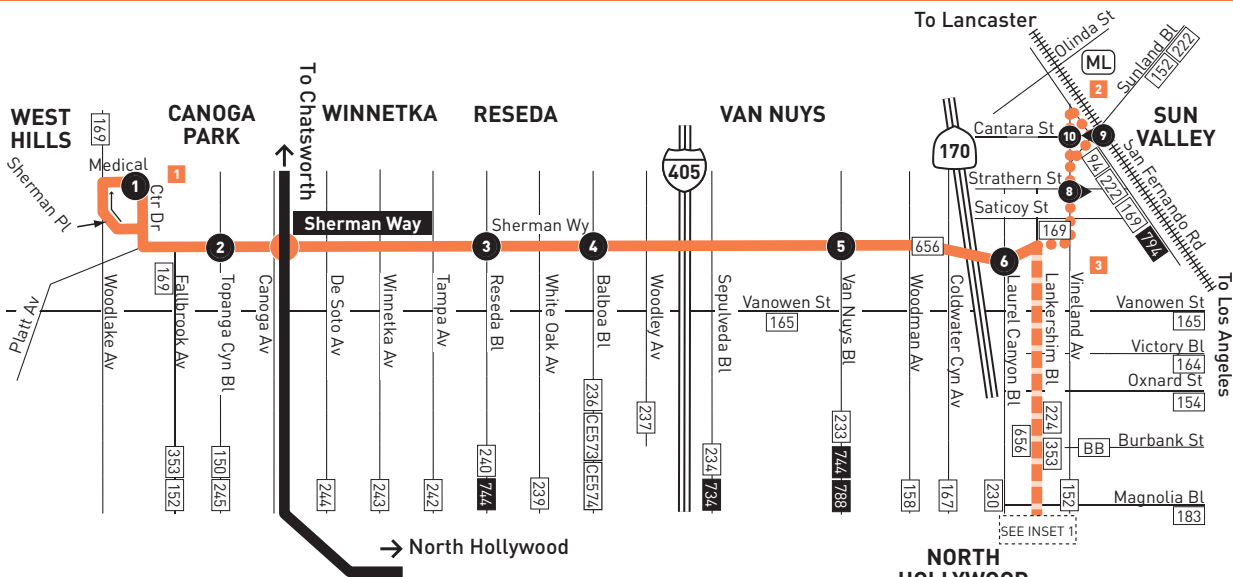 To Lancaster
Olinda St
Sunland Bl
152 222
ML
2
WEST
HILLS
169
CANOGA
PARK
To Chatsworth
WINNETKA
RESEDA
VAN NUYS
SUN
VALLEY
405
170
Cantara St
10
9
San Fernando Rd
94 222 169 794
Strathern St
8
Saticoy St
Medical
Ctr Dr
1
1
Sherman Pl
Sherman Way
Sherman Wy
2
3
4
5
656
6
169
3
To Los Angeles
Platt Av
Woodlake Av
169
Fallbrook Av
Topanga Cyn Bl
Canoga Av
De Soto Av
Winnetka Av
Tampa Av
Reseda Bl
White Oak Av
Balboa Bl
Woodley Av
Sepulveda Bl
Vanowen St
165
Van Nuys Bl
Woodman Av
Coldwater Cyn Av
Laurel Canyon Bl
Lankershim Bl
Vineland Av
Vanowen St
165
Victory Bl
164
Oxnard St
154
Burbank St
BB
Magnolia Bl
183
353 152
150 245
244
243
242
240 744
239
236 CE573 CE574
237
234 734
233 744 788
158
167
230
656
224 353
152
SEE INSET 1
North Hollywood
NORTH
HOLLYWOOD